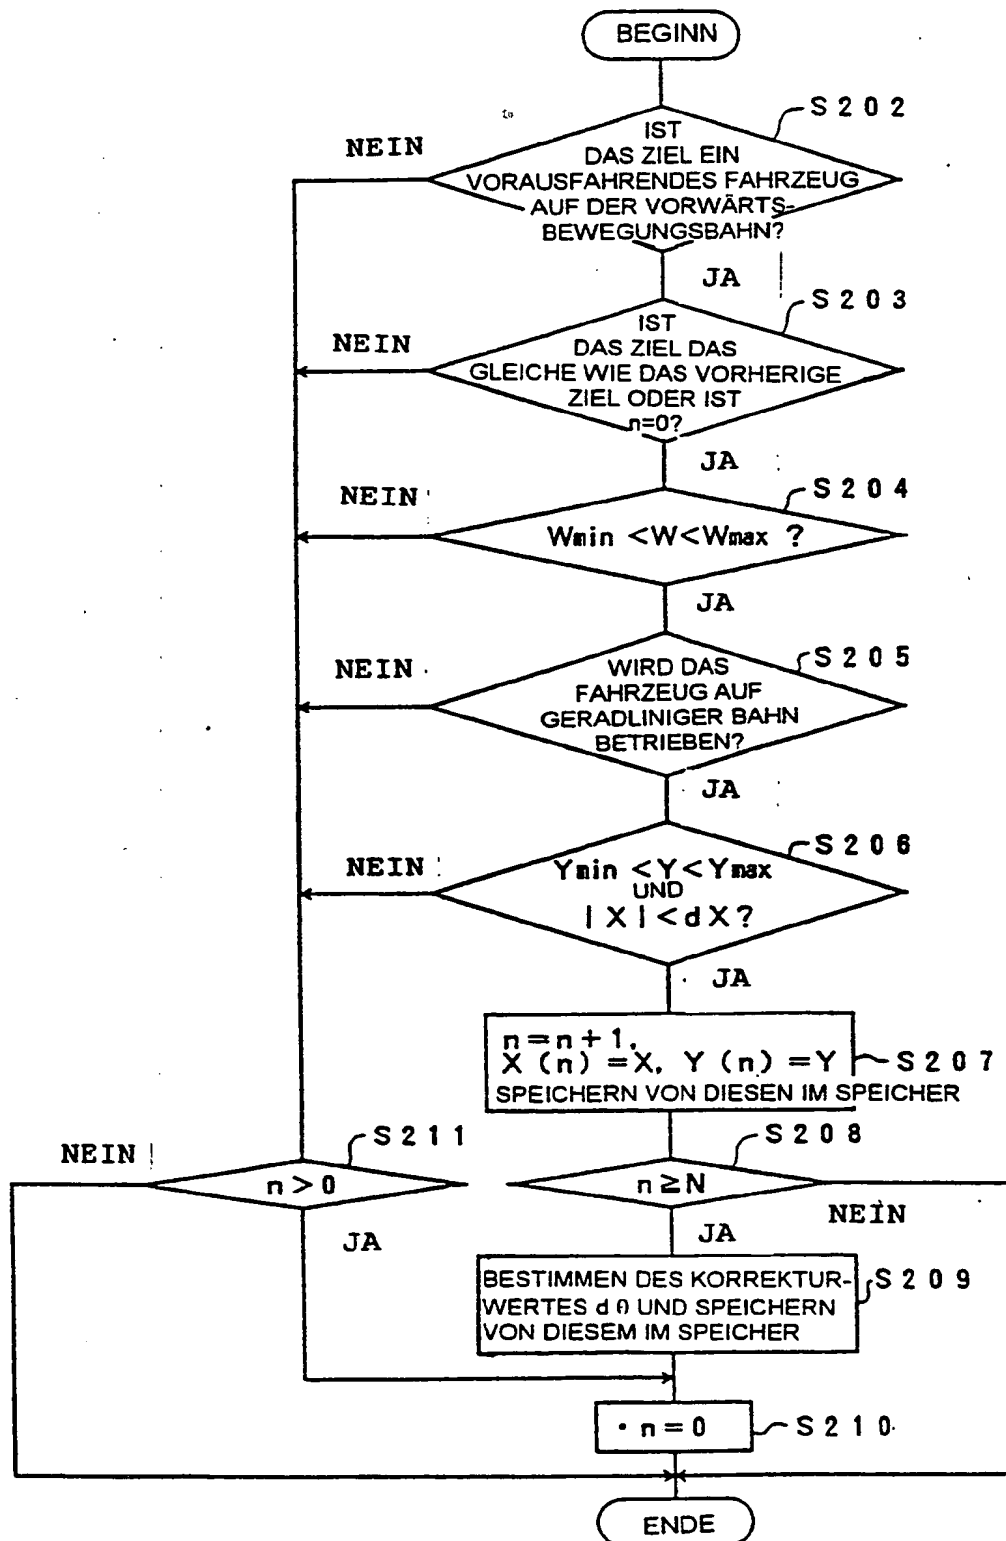 BEGINN
S202
NEIN
IST
DAS ZIEL EIN
VORAUSFAHRENDES FAHRZEUG
AUF DER VORWÄRTS-
BEWEGUNGSBAHN?
JA
S203
NEIN
IST
DAS ZIEL DAS
GLEICHE WIE DAS VORHERIGE
ZIEL ODER IST
n=0?
JA
S204
NEIN
Wmin <W<Wmax ?
JA
S205
NEIN
WIRD DAS
FAHRZEUG AUF
GERADLINIGER BAHN
BETRIEBEN?
JA
S206
NEIN
Ymin <Y<Ymax
UND
|X|<dX?
JA
n=n+1,
X (n) =X, Y (n) =Y
SPEICHERN VON DIESEN IM SPEICHER
S207
S211
NEIN
n>0
JA
S208
n≥N
NEIN
JA
BESTIMMEN DES KORREKTUR-
WERTES dθ UND SPEICHERN
VON DIESEM IM SPEICHER
S209
n=0
S210
ENDE